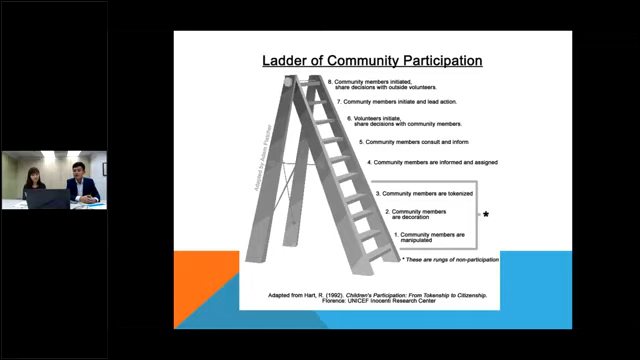 Ladder of Community Participation
8. Community members initiated,
share decisions with outside volunteers.
7. Community members initiate and lead action.
6. Volunteers initiate,
share decisions with community members.
5. Community members consult and inform
4. Community members are informed and assigned
3. Community members are tokenized
2. Community members
are decoration
1. Community members are
manipulated
*
* These are rungs of non-participation
Adapted by Adam Fletcher
Adapted from Hart, R. (1992). Children's Participation: From Tokenship to Citizenship.
Florence: UNICEF Inocenti Research Center